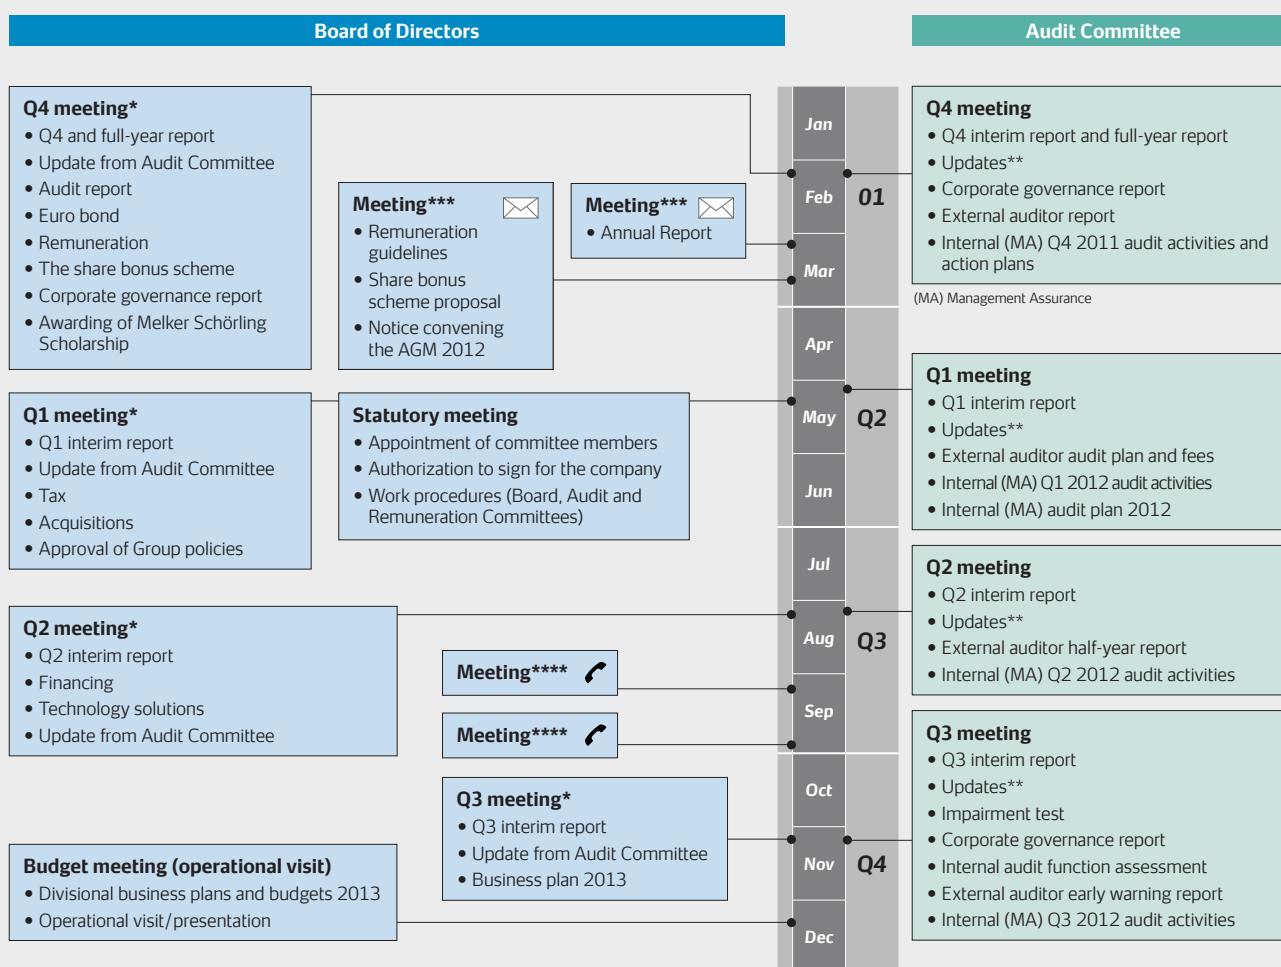 Board of Directors
Q4 meeting*
• Q4 and full-year report
• Update from Audit Committee
• Audit report
• Euro bond
• Remuneration
• The share bonus scheme
• Corporate governance report
• Awarding of Melker Schörling
Scholarship
Meeting***
• Remuneration
guidelines
• Share bonus
scheme proposal
• Notice convening
the AGM 2012
Meeting***
• Annual Report
Q1 meeting*
• Q1 interim report
• Update from Audit Committee
• Tax
• Acquisitions
• Approval of Group policies
Statutory meeting
• Appointment of committee members
• Authorization to sign for the company
• Work procedures (Board, Audit and
Remuneration Committees)
Q2 meeting*
• Q2 interim report
• Financing
• Technology solutions
• Update from Audit Committee
Meeting****
Meeting****
Q3 meeting*
• Q3 interim report
• Update from Audit Committee
• Business plan 2013
Budget meeting (operational visit)
• Divisional business plans and budgets 2013
• Operational visit/presentation
Jan
Feb
Mar
01
Apr
May
Jun
Q2
Jul
Aug
Sep
Q3
Oct
Nov
Dec
Q4
Audit Committee
Q4 meeting
• Q4 interim report and full-year report
• Updates**
• Corporate governance report
• External auditor report
• Internal (MA) Q4 2011 audit activities and
action plans
(MA) Management Assurance
Q1 meeting
• Q1 interim report
• Updates**
• External auditor audit plan and fees
• Internal (MA) Q1 2012 audit activities
• Internal (MA) audit plan 2012
Q2 meeting
• Q2 interim report
• Updates**
• External auditor half-year report
• Internal (MA) Q2 2012 audit activities
Q3 meeting
• Q3 interim report
• Updates**
• Impairment test
• Corporate governance report
• Internal audit function assessment
• External auditor early warning report
• Internal (MA) Q3 2012 audit activities